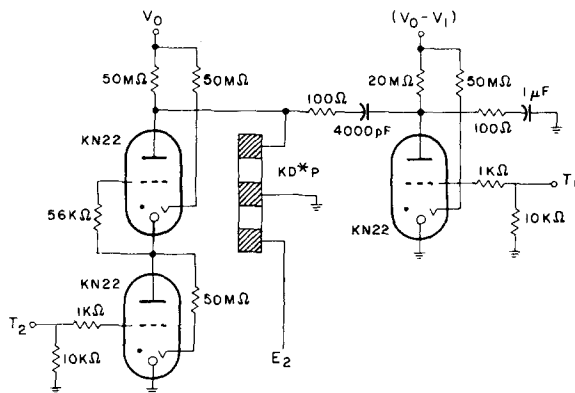 V₀
(V₀ - V₁)
50MΩ
50MΩ
20MΩ
50MΩ
1μF
100Ω
4000pF
100Ω
KN22
KD*P
1KΩ
T₁
56KΩ
KN22
10KΩ
KN22
50MΩ
T₂
1KΩ
10KΩ
E₂